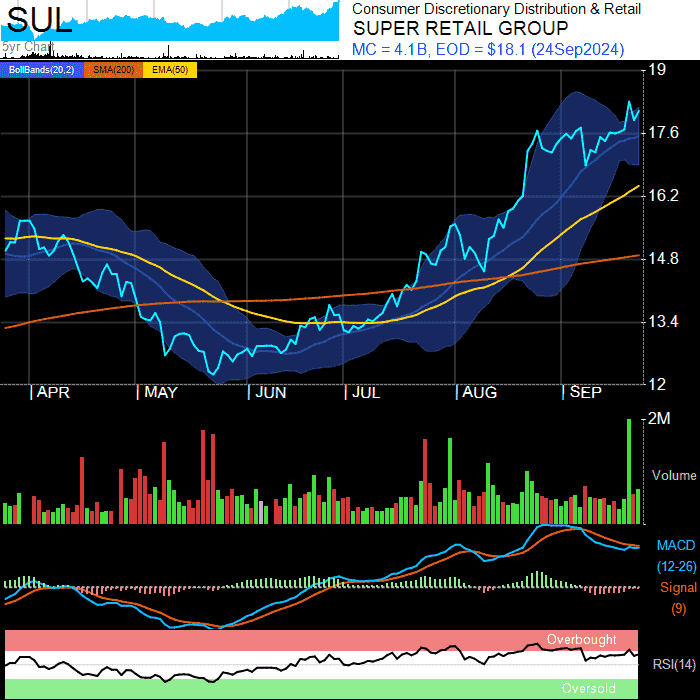 SUL
5yr Chart
Consumer Discretionary Distribution & Retail
SUPER RETAIL GROUP
MC = 4.1B, EOD = $18.1 (24Sep2024)
BollBands(20,2) SMA(200) EMA(50)
19
17.6
16.2
14.8
13.4
12
APR MAY JUN JUL AUG SEP
2M
Volume
MACD
(12-26)
Signal
(9)
Overbought
RSI(14)
Oversold